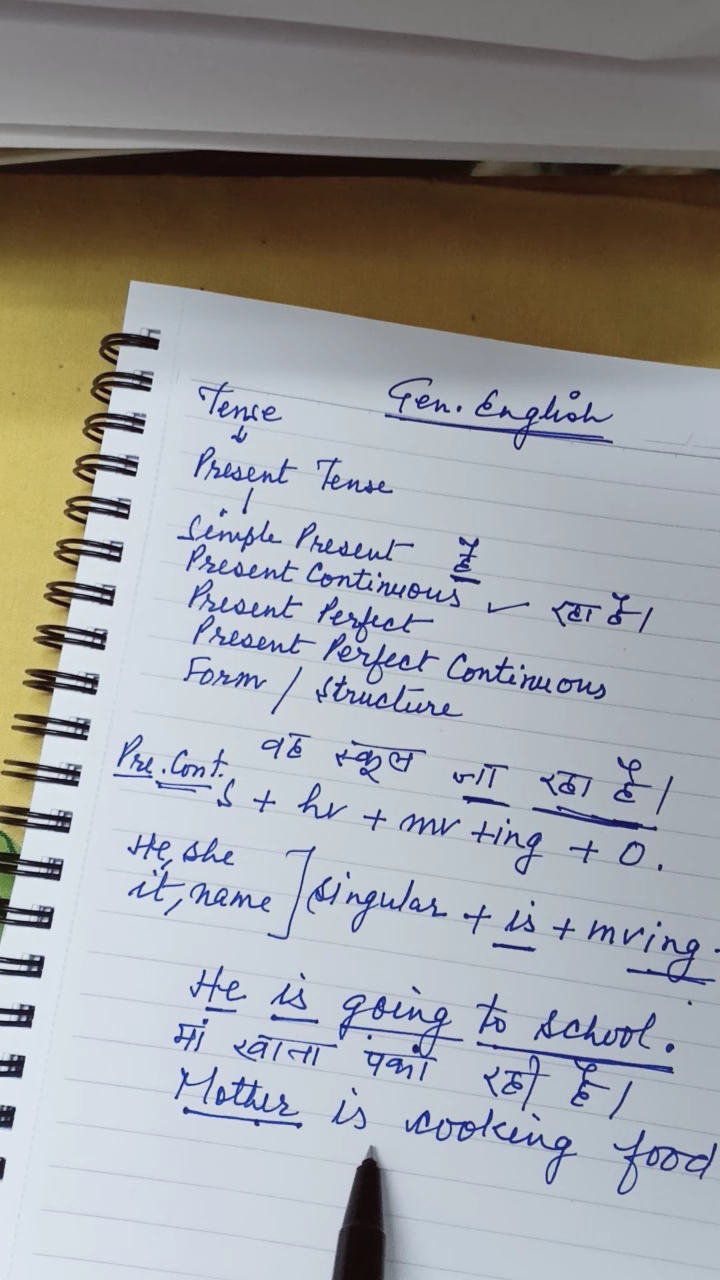 Gen. English
Tense
↓
Present Tense
Simple Present है
Present Continuous ✓ रहा है।
Present Perfect
Present Perfect Continuous
Form / Structure
वह स्कूल जा रहा है।
Pre. Cont. S + hv + mv +ing + O.
He, she
it, name ] (singular + is + mving.
He is going to school.
मां खाना पका रही है।
Mother is cooking food